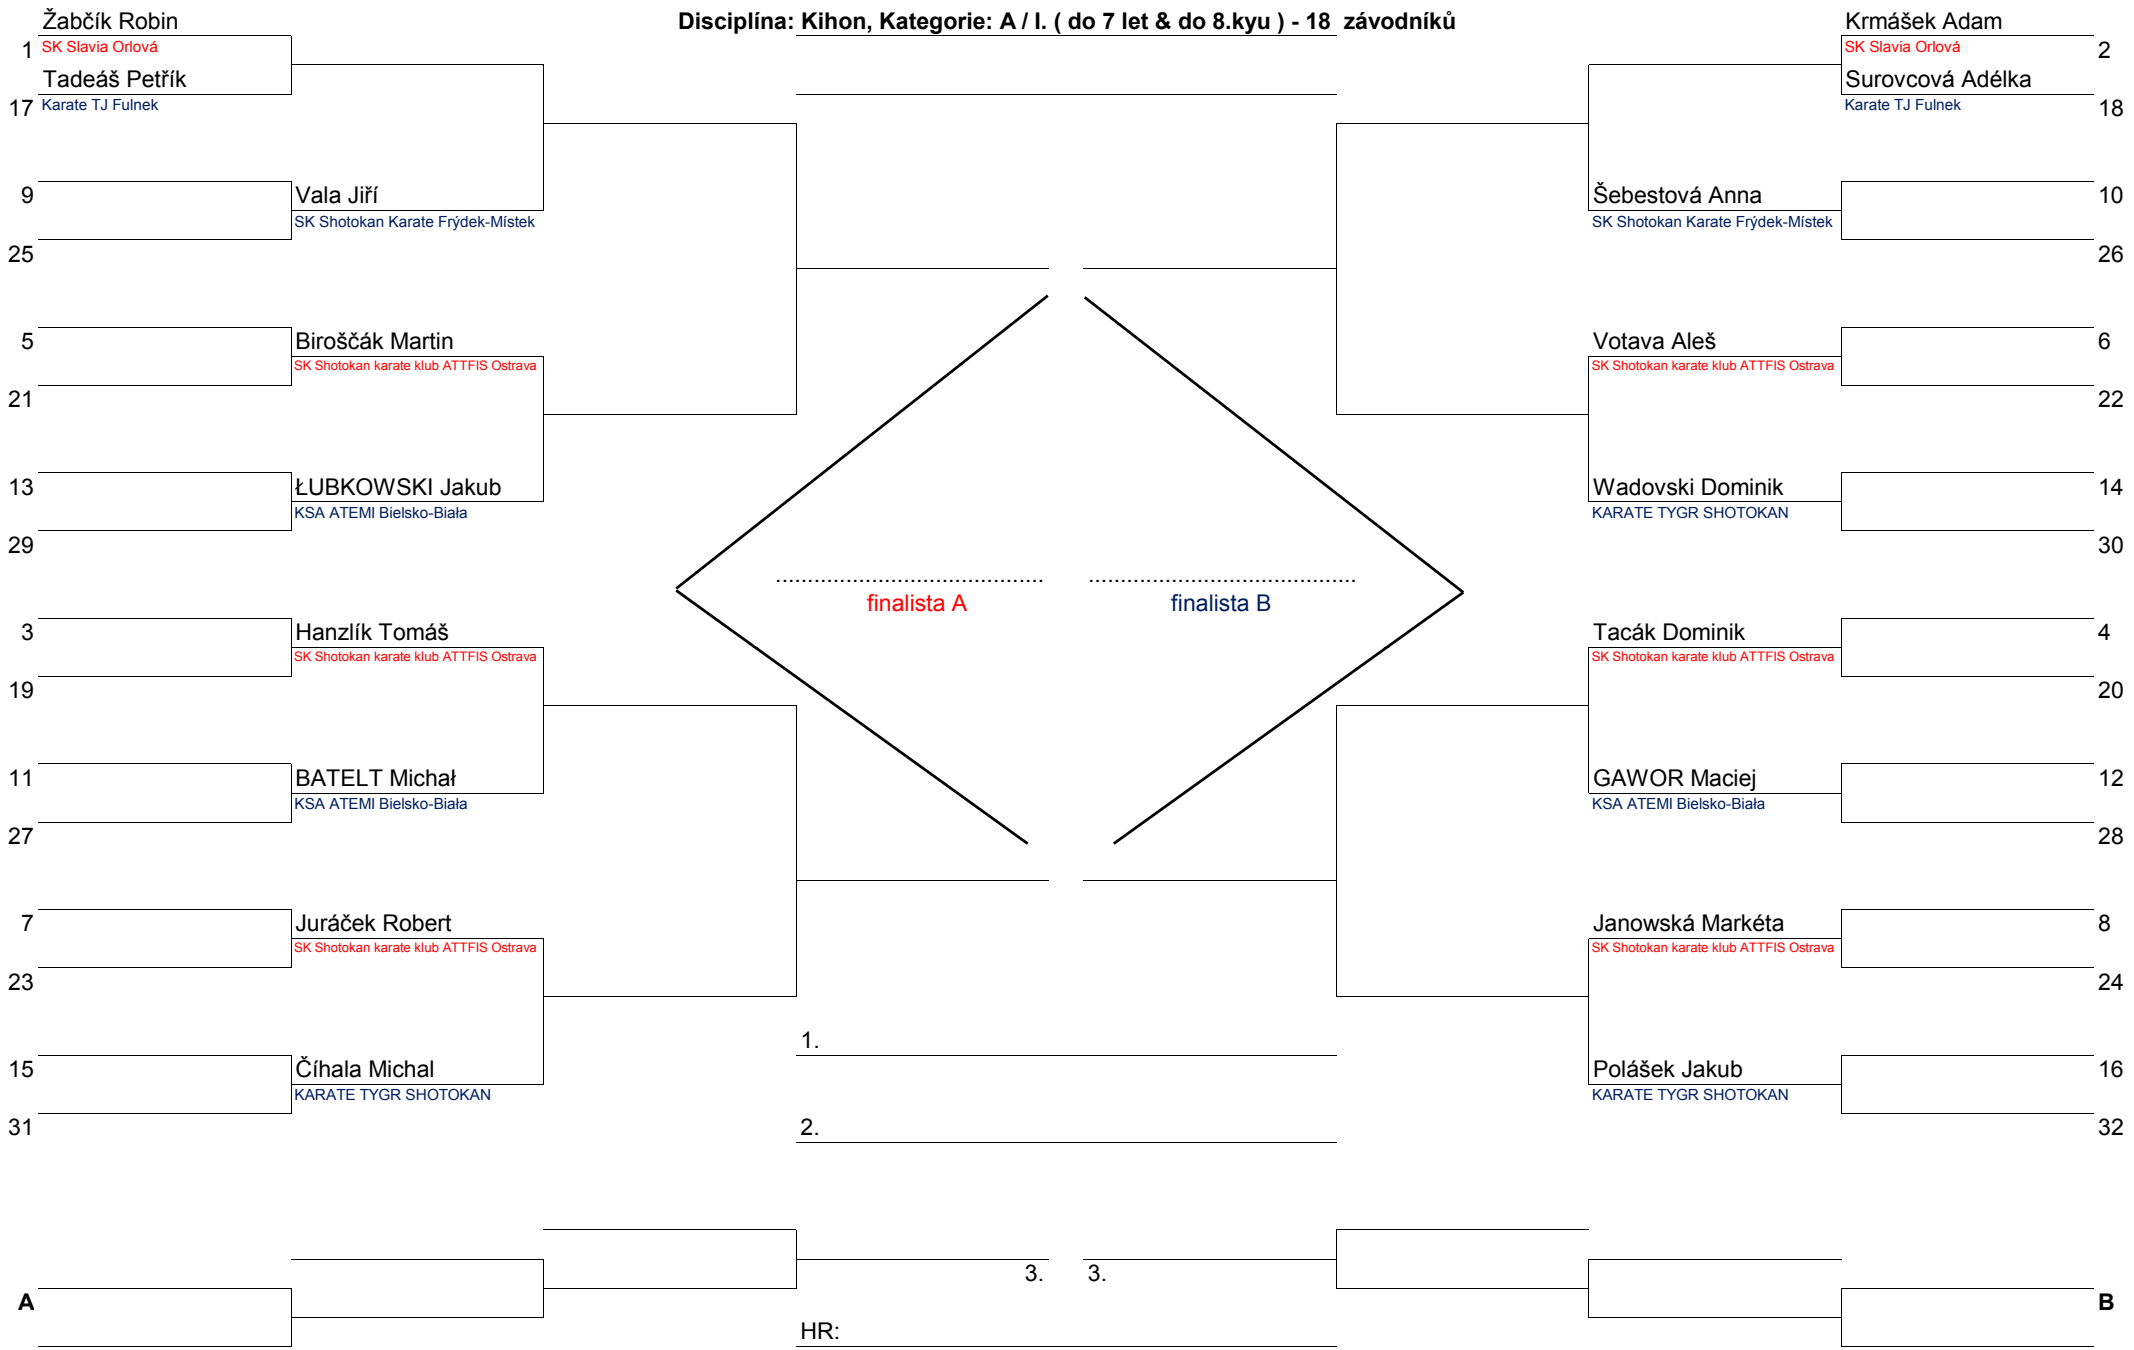 Disciplína: Kihon, Kategorie: A / I. ( do 7 let & do 8.kyu ) - 18 závodníků
Žabčík Robin
1 SK Slavia Orlová
Tadeáš Petřík
17 Karate TJ Fulnek
9
Vala Jiří
SK Shotokan Karate Frýdek-Místek
25
5
Biroščák Martin
SK Shotokan karate klub ATTFIS Ostrava
21
13
ŁUBKOWSKI Jakub
KSA ATEMI Bielsko-Biała
29
3
Hanzlík Tomáš
SK Shotokan karate klub ATTFIS Ostrava
19
11
BATELT Michał
KSA ATEMI Bielsko-Biała
27
7
Juráček Robert
SK Shotokan karate klub ATTFIS Ostrava
23
15
Číhala Michal
KARATE TYGR SHOTOKAN
31
A
..........................................
finalista A
..........................................
finalista B
1.
2.
3.
3.
HR:
Krmášek Adam
SK Slavia Orlová 2
Surovcová Adélka
Karate TJ Fulnek 18
Šebestová Anna
10
SK Shotokan Karate Frýdek-Místek
26
Votava Aleš
6
SK Shotokan karate klub ATTFIS Ostrava
22
Wadovski Dominik
14
KARATE TYGR SHOTOKAN
30
Tacák Dominik
4
SK Shotokan karate klub ATTFIS Ostrava
20
GAWOR Maciej
12
KSA ATEMI Bielsko-Biała
28
Janowská Markéta
8
SK Shotokan karate klub ATTFIS Ostrava
24
Polášek Jakub
16
KARATE TYGR SHOTOKAN
32
B